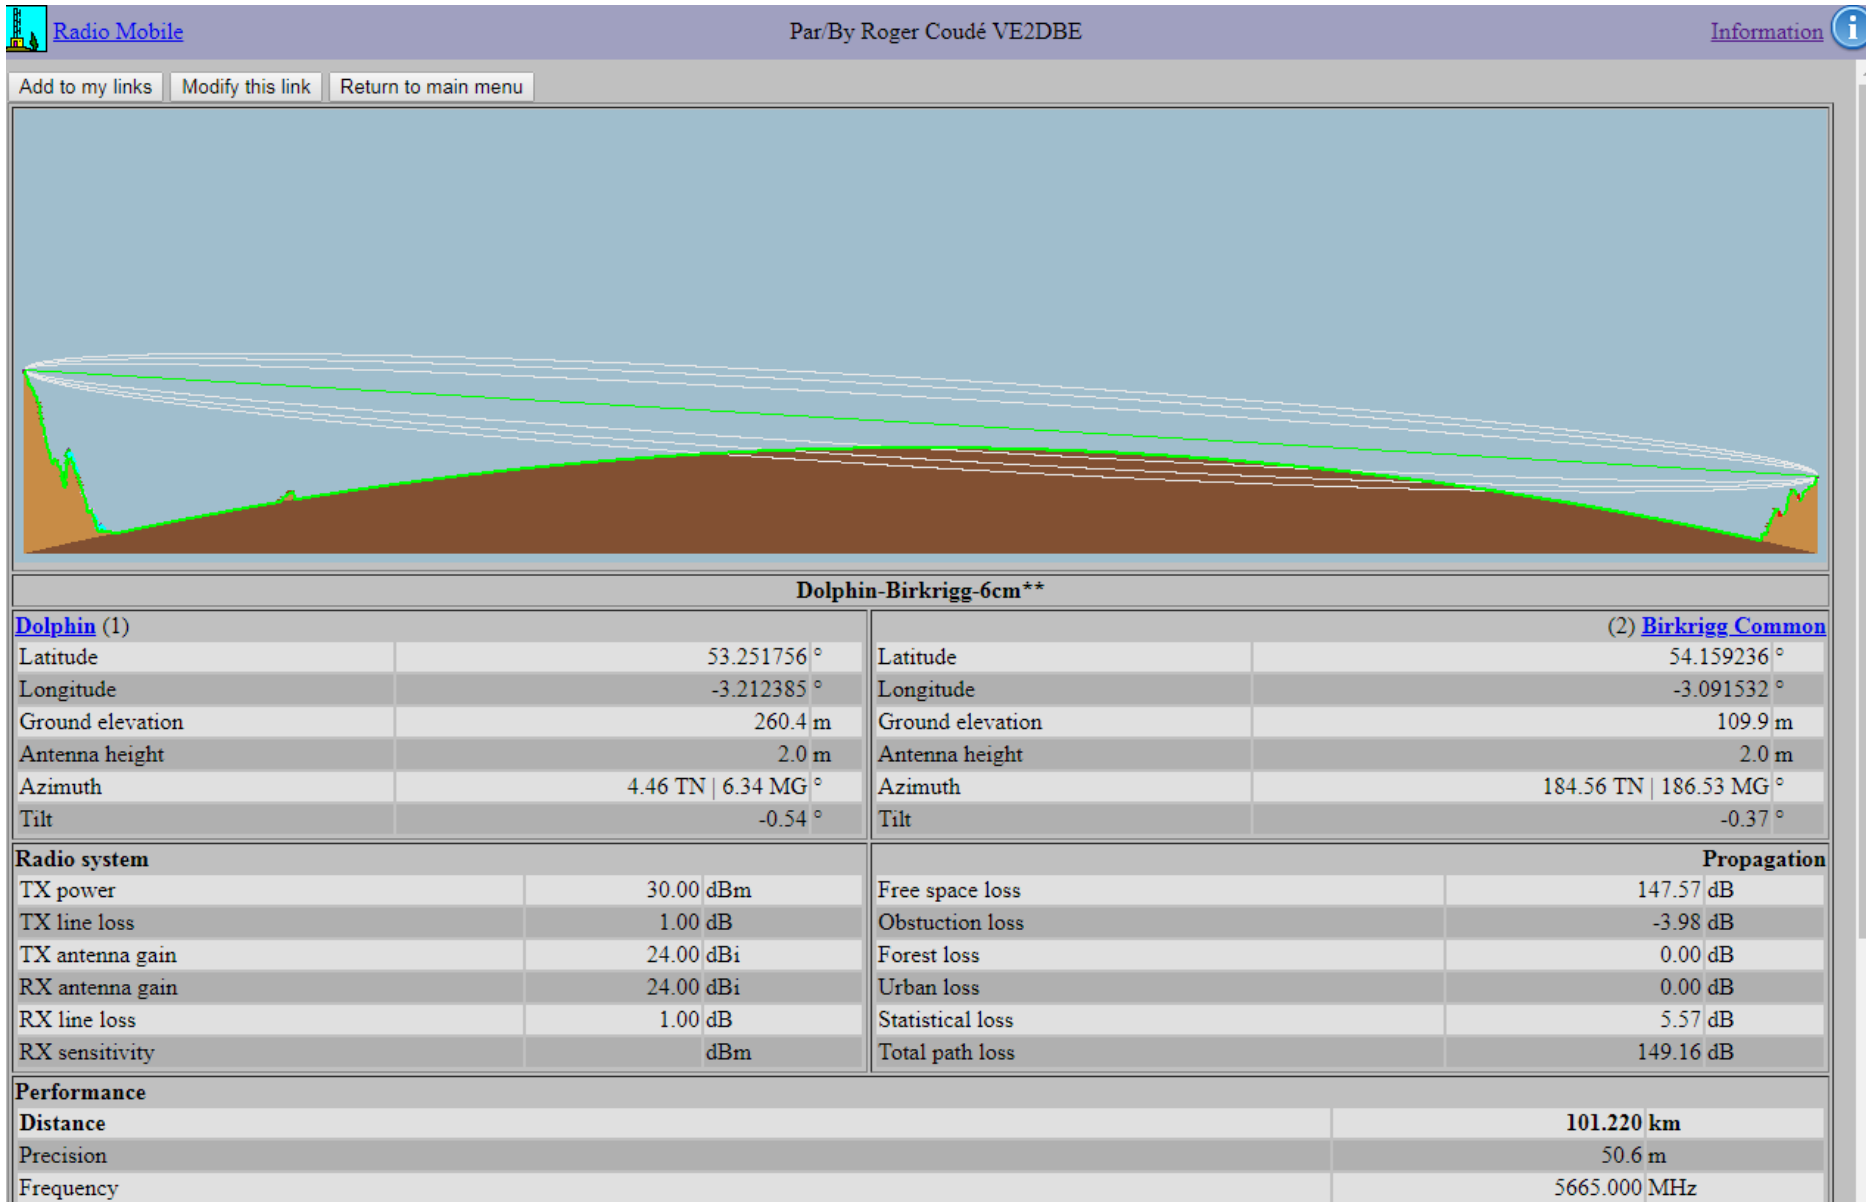 Radio Mobile Par/By Roger Coudé VE2DBE Information i
Add to my links Modify this link Return to main menu
Dolphin-Birkrigg-6cm**
Dolphin (1) (2) Birkrigg Common
Latitude 53.251756 ° Latitude 54.159236 °
Longitude -3.212385 ° Longitude -3.091532 °
Ground elevation 260.4 m Ground elevation 109.9 m
Antenna height 2.0 m Antenna height 2.0 m
Azimuth 4.46 TN | 6.34 MG ° Azimuth 184.56 TN | 186.53 MG °
Tilt -0.54 ° Tilt -0.37 °
Radio system Propagation
TX power 30.00 dBm Free space loss 147.57 dB
TX line loss 1.00 dB Obstuction loss -3.98 dB
TX antenna gain 24.00 dBi Forest loss 0.00 dB
RX antenna gain 24.00 dBi Urban loss 0.00 dB
RX line loss 1.00 dB Statistical loss 5.57 dB
RX sensitivity dBm Total path loss 149.16 dB
Performance
Distance 101.220 km
Precision 50.6 m
Frequency 5665.000 MHz